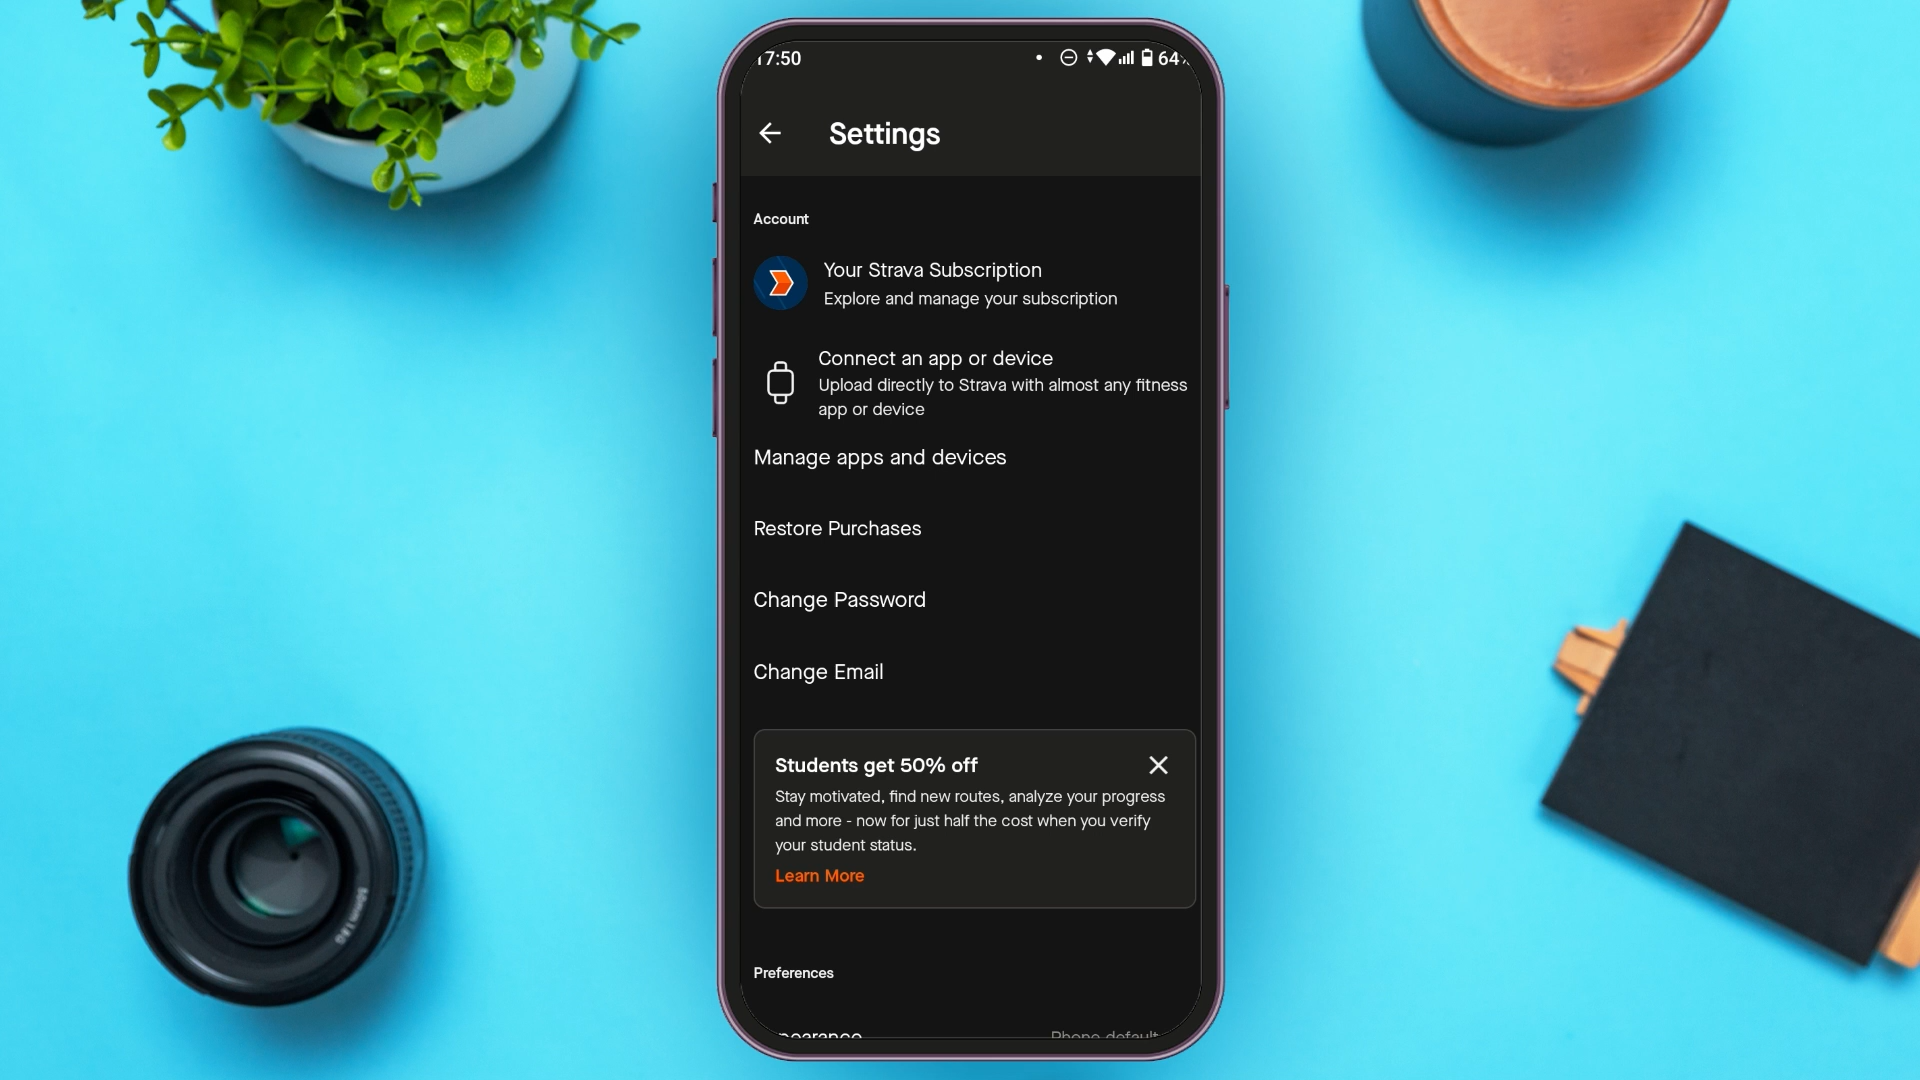 17:50
64%
Settings
Account
Your Strava Subscription
Explore and manage your subscription
Connect an app or device
Upload directly to Strava with almost any fitness
app or device
Manage apps and devices
Restore Purchases
Change Password
Change Email
Students get 50% off
Stay motivated, find new routes, analyze your progress
and more - now for just half the cost when you verify
your student status.
Learn More
Preferences
Phone default